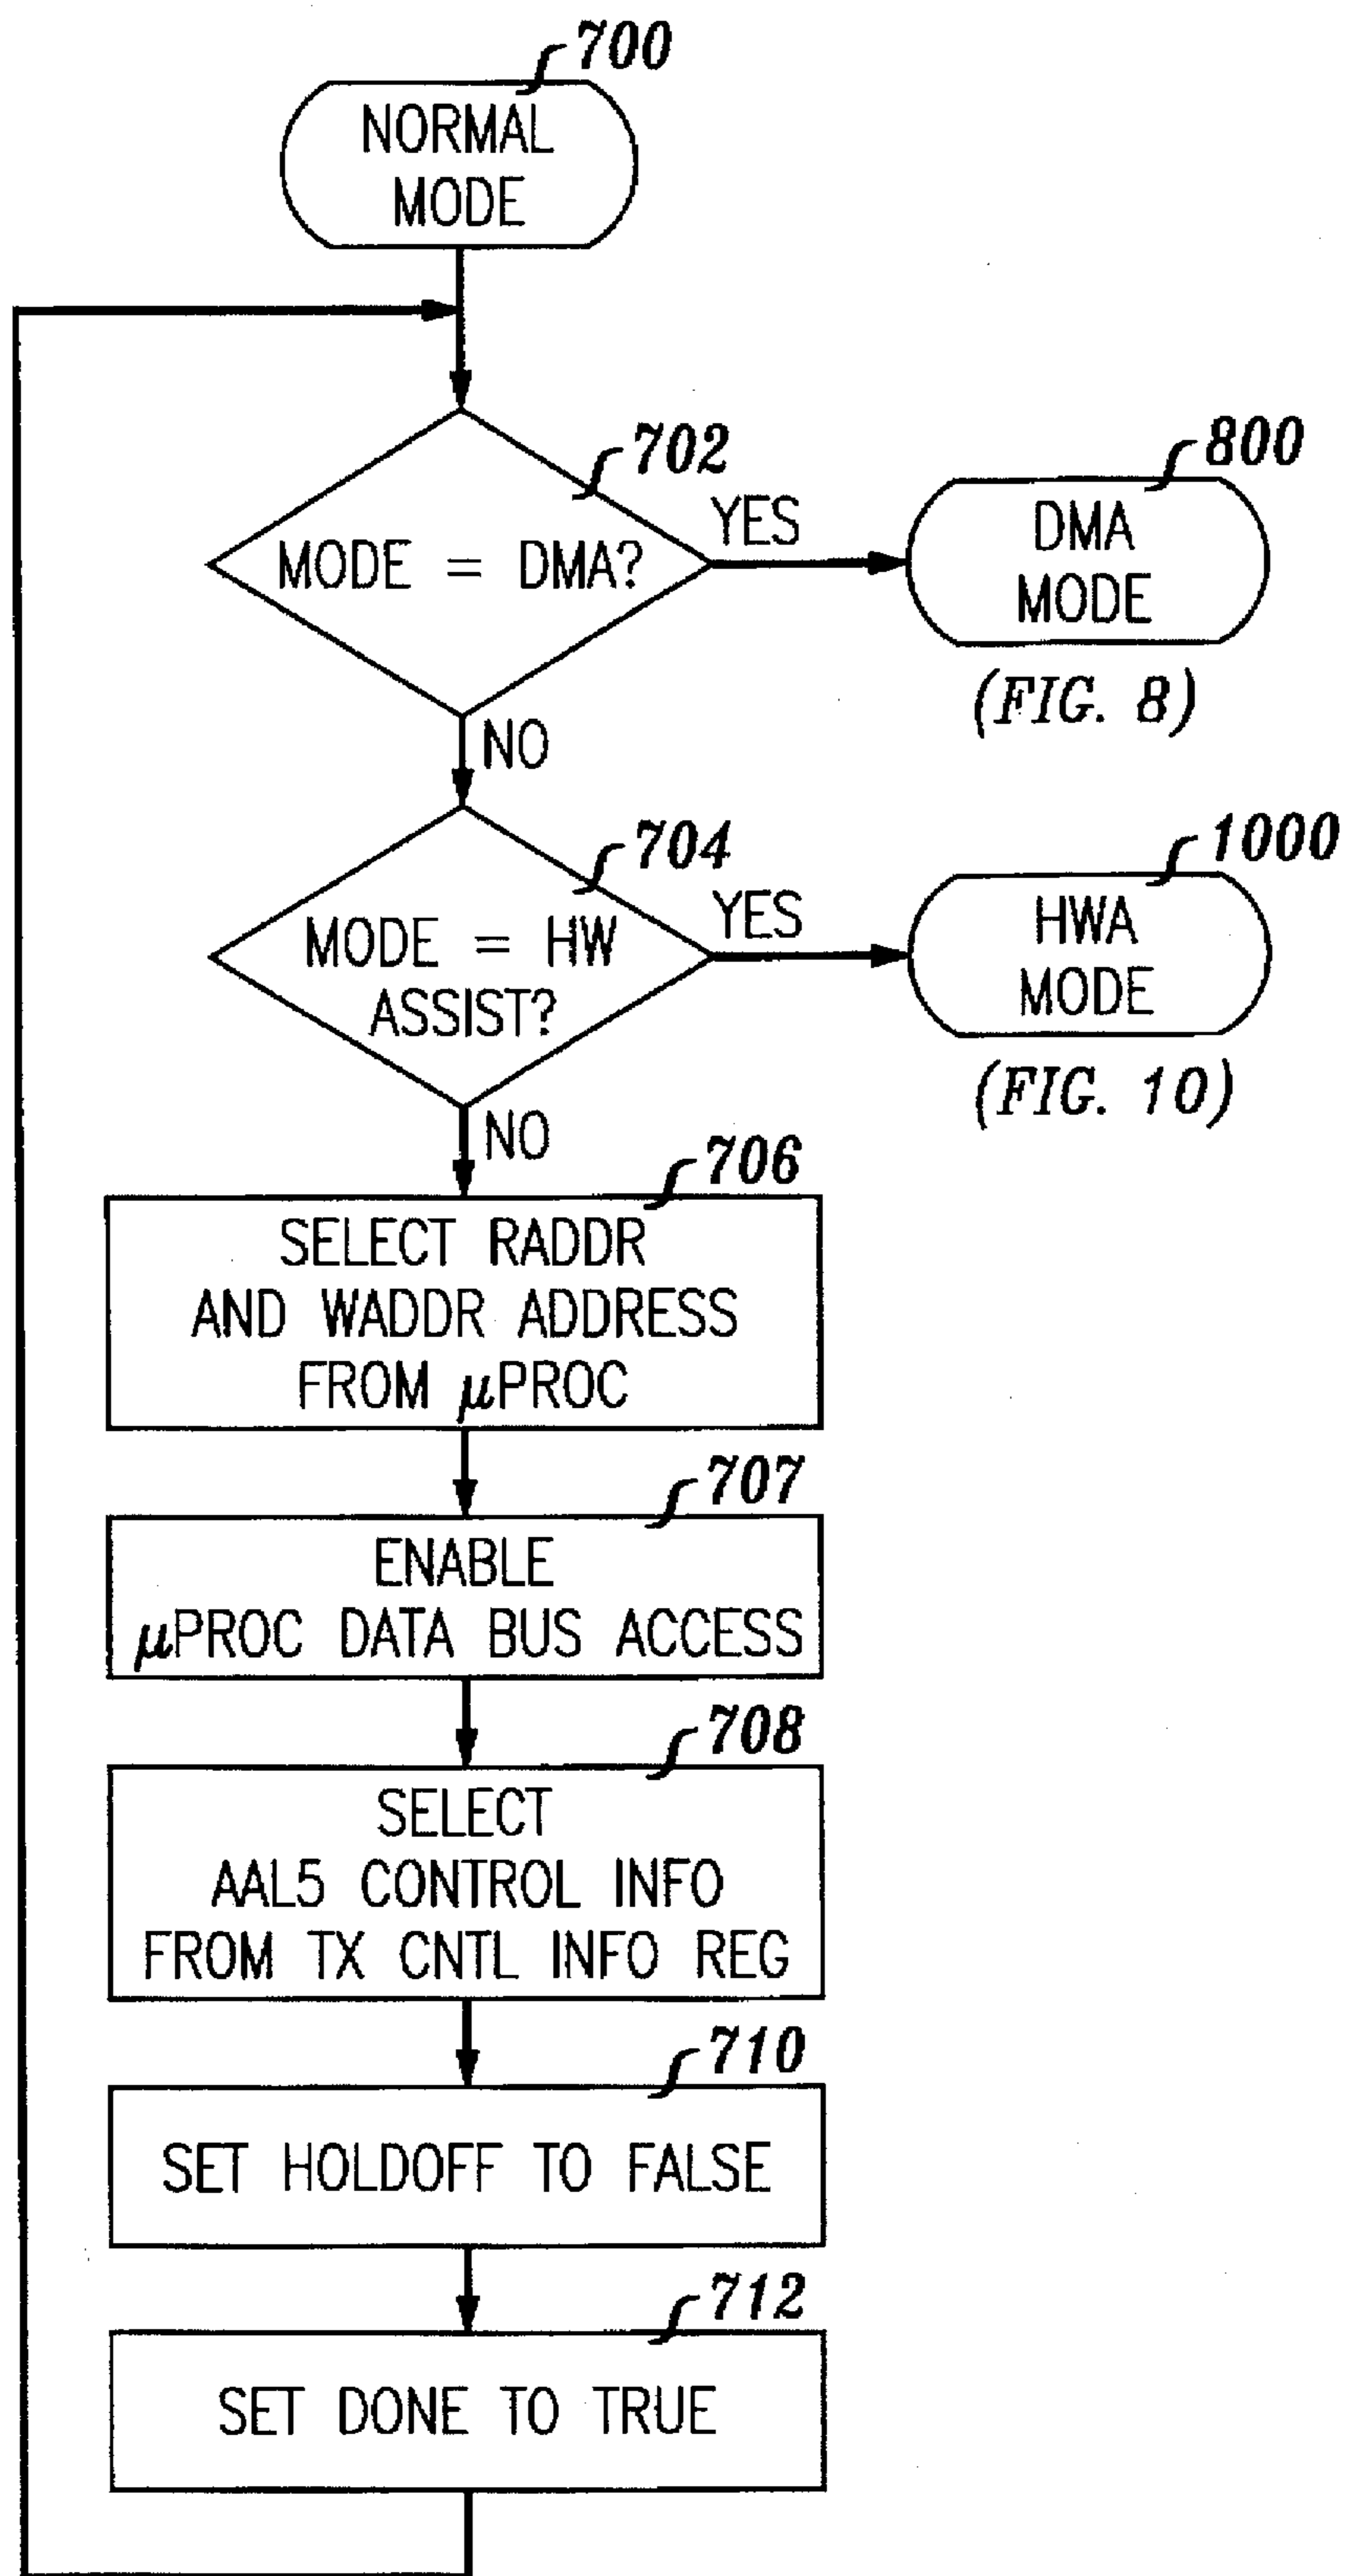 700
NORMAL
MODE
702
MODE = DMA?
YES
800
DMA
MODE
(FIG. 8)
NO
704
MODE = HW
ASSIST?
YES
1000
HWA
MODE
(FIG. 10)
NO
706
SELECT RADDR
AND WADDR ADDRESS
FROM μPROC
707
ENABLE
μPROC DATA BUS ACCESS
708
SELECT
AAL5 CONTROL INFO
FROM TX CNTL INFO REG
710
SET HOLDOFF TO FALSE
712
SET DONE TO TRUE